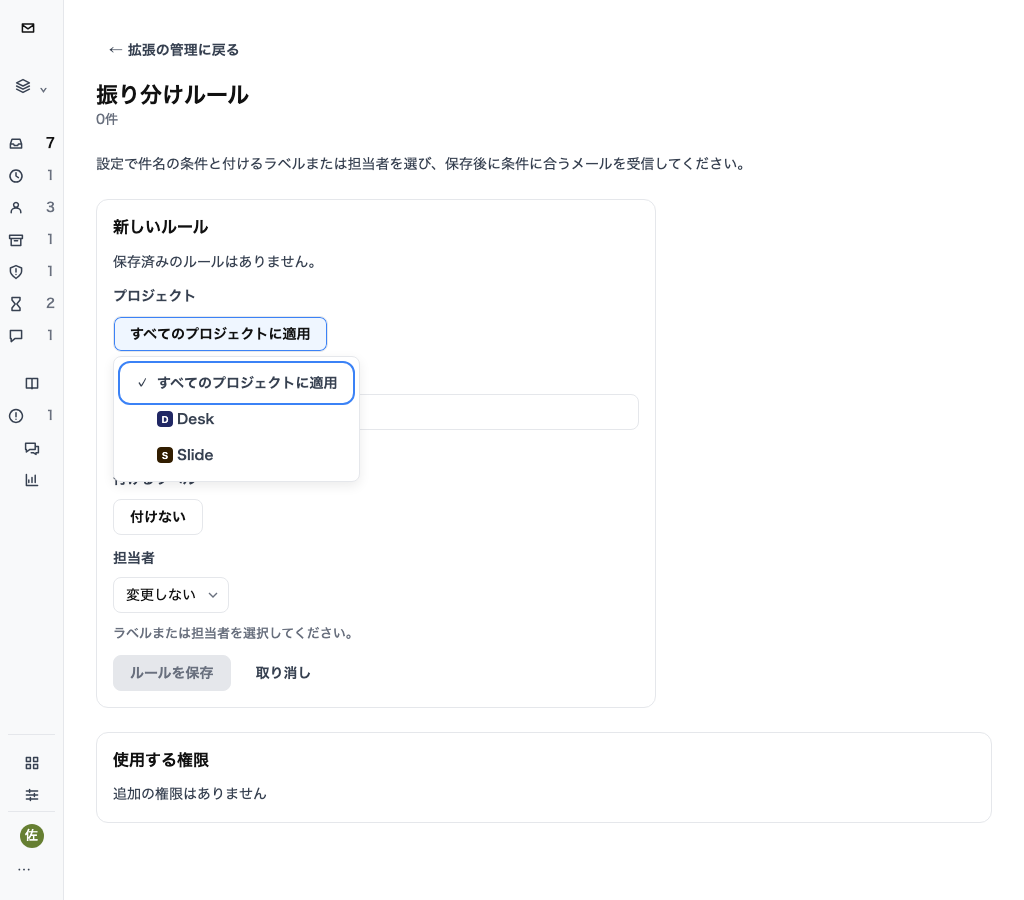 ← 拡張の管理に戻る
振り分けルール
0件
設定で件名の条件と付けるラベルまたは担当者を選び、保存後に条件に合うメールを受信してください。
7
1
3
1
1
2
1
1
新しいルール
保存済みのルールはありません。
プロジェクト
すべてのプロジェクトに適用
✓ すべてのプロジェクトに適用
D Desk
S Slide
付けない
担当者
変更しない
ラベルまたは担当者を選択してください。
ルールを保存 取り消し
使用する権限
追加の権限はありません
佐
…